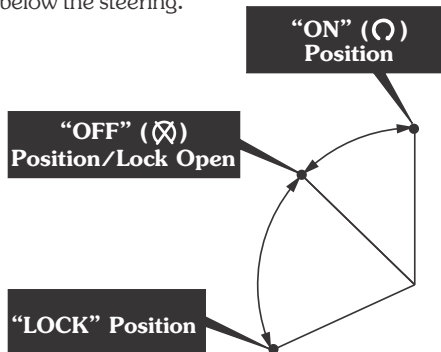 below the steering.
“ON” (Ω)
Position
“OFF” (⊗)
Position/Lock Open
“LOCK” Position